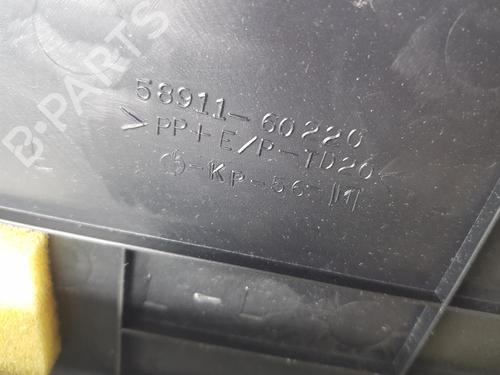 B-PARTS
58911-60220
>PP+E/P-TD20
-KP-56-
L-L